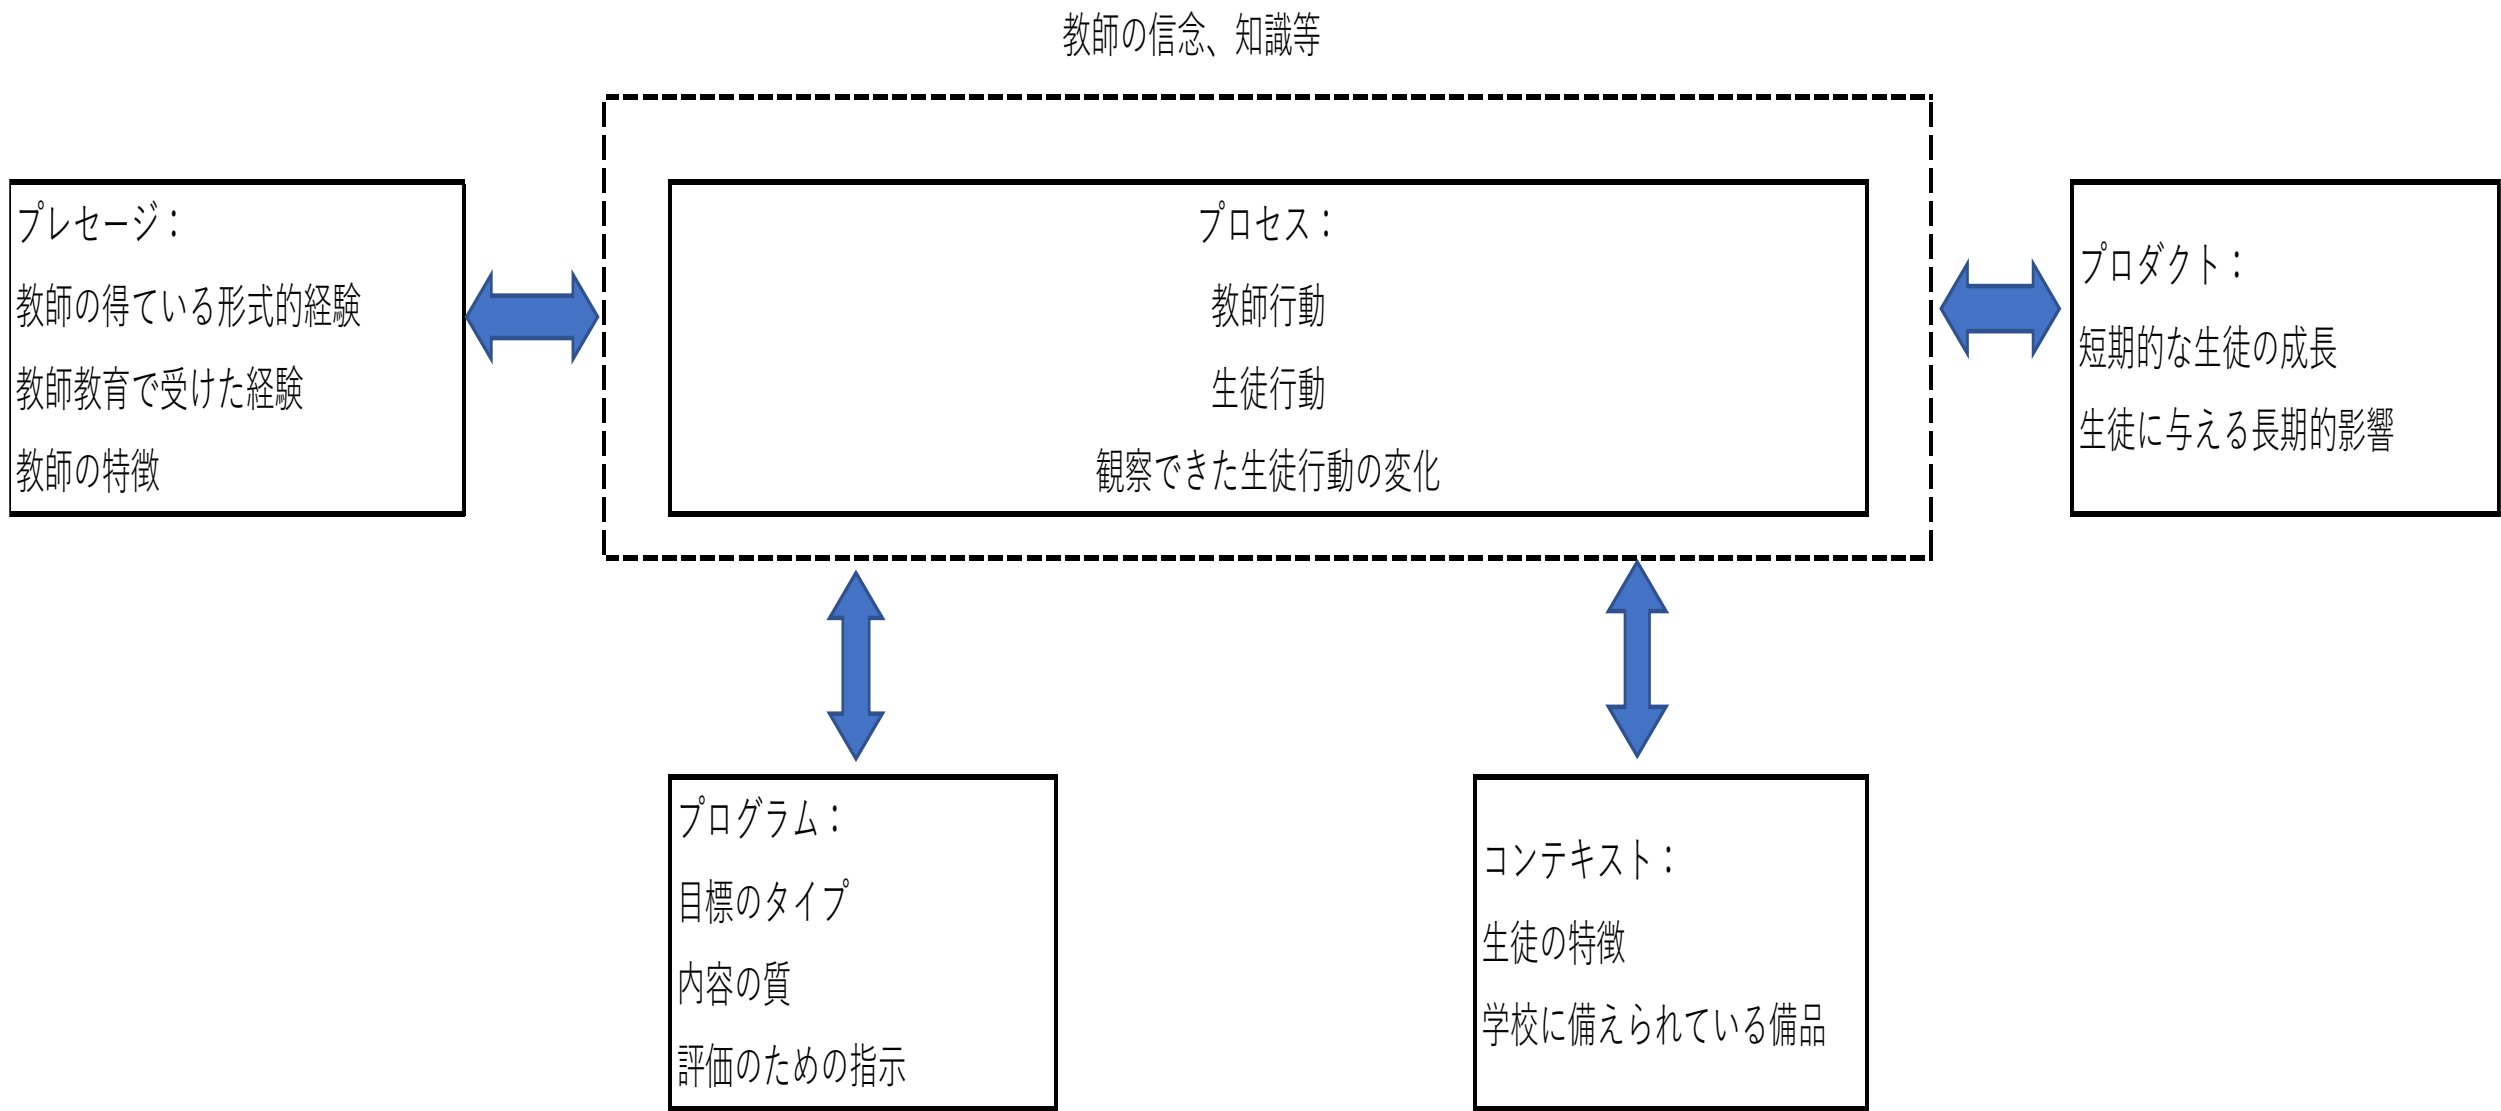 教師の信念、知識等
プレセージ：
教師の得ている形式的経験
教師教育で受けた経験
教師の特徴
プロセス：
教師行動
生徒行動
観察できた生徒行動の変化
プロダクト：
短期的な生徒の成長
生徒に与える長期的影響
プログラム：
目標のタイプ
内容の質
評価のための指示
コンテキスト：
生徒の特徴
学校に備えられている備品